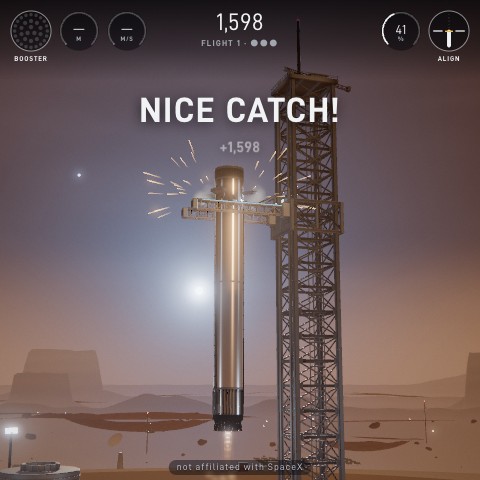 1,598
FLIGHT 1 ·
— M
— M/S
41 %
BOOSTER
ALIGN
NICE CATCH!
+1,598
not affiliated with SpaceX